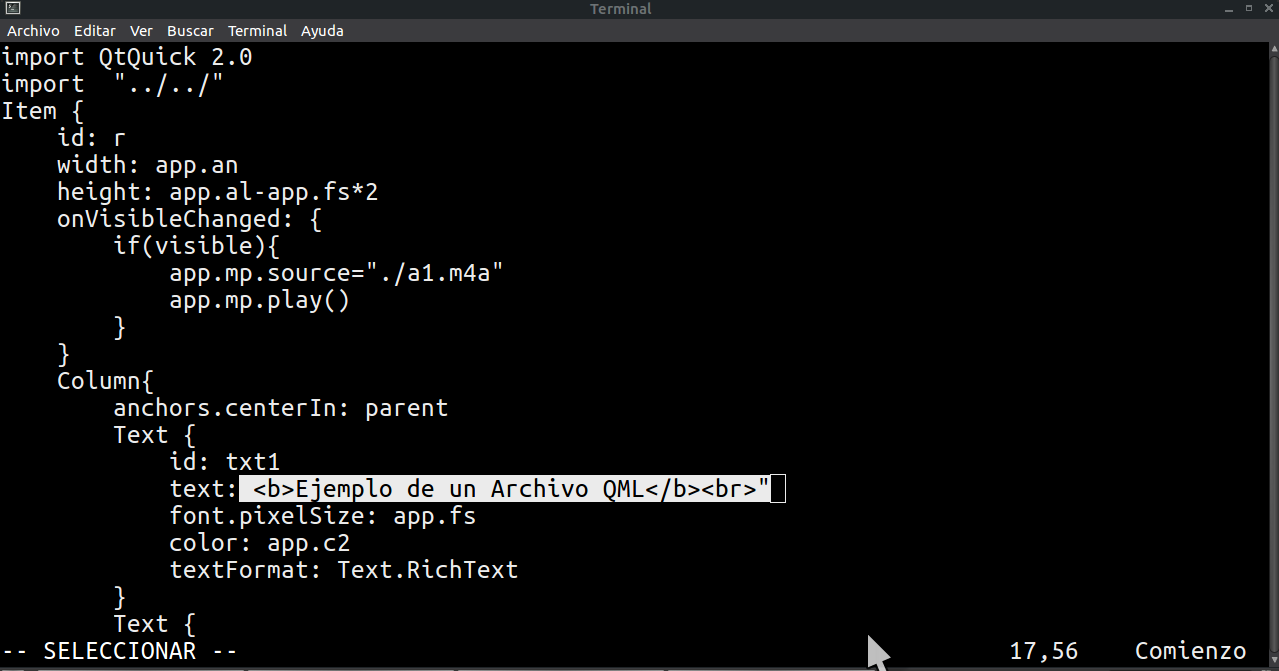 Terminal
Archivo Editar Ver Buscar Terminal Ayuda
import QtQuick 2.0
import  "../../"
Item {
    id: r
    width: app.an
    height: app.al-app.fs*2
    onVisibleChanged: {
        if(visible){
            app.mp.source="./a1.m4a"
            app.mp.play()
        }
    }
    Column{
        anchors.centerIn: parent
        Text {
            id: txt1
            text: <b>Ejemplo de un Archivo QML</b><br>"
            font.pixelSize: app.fs
            color: app.c2
            textFormat: Text.RichText
        }
        Text {
-- SELECCIONAR -- 17,56 Comienzo